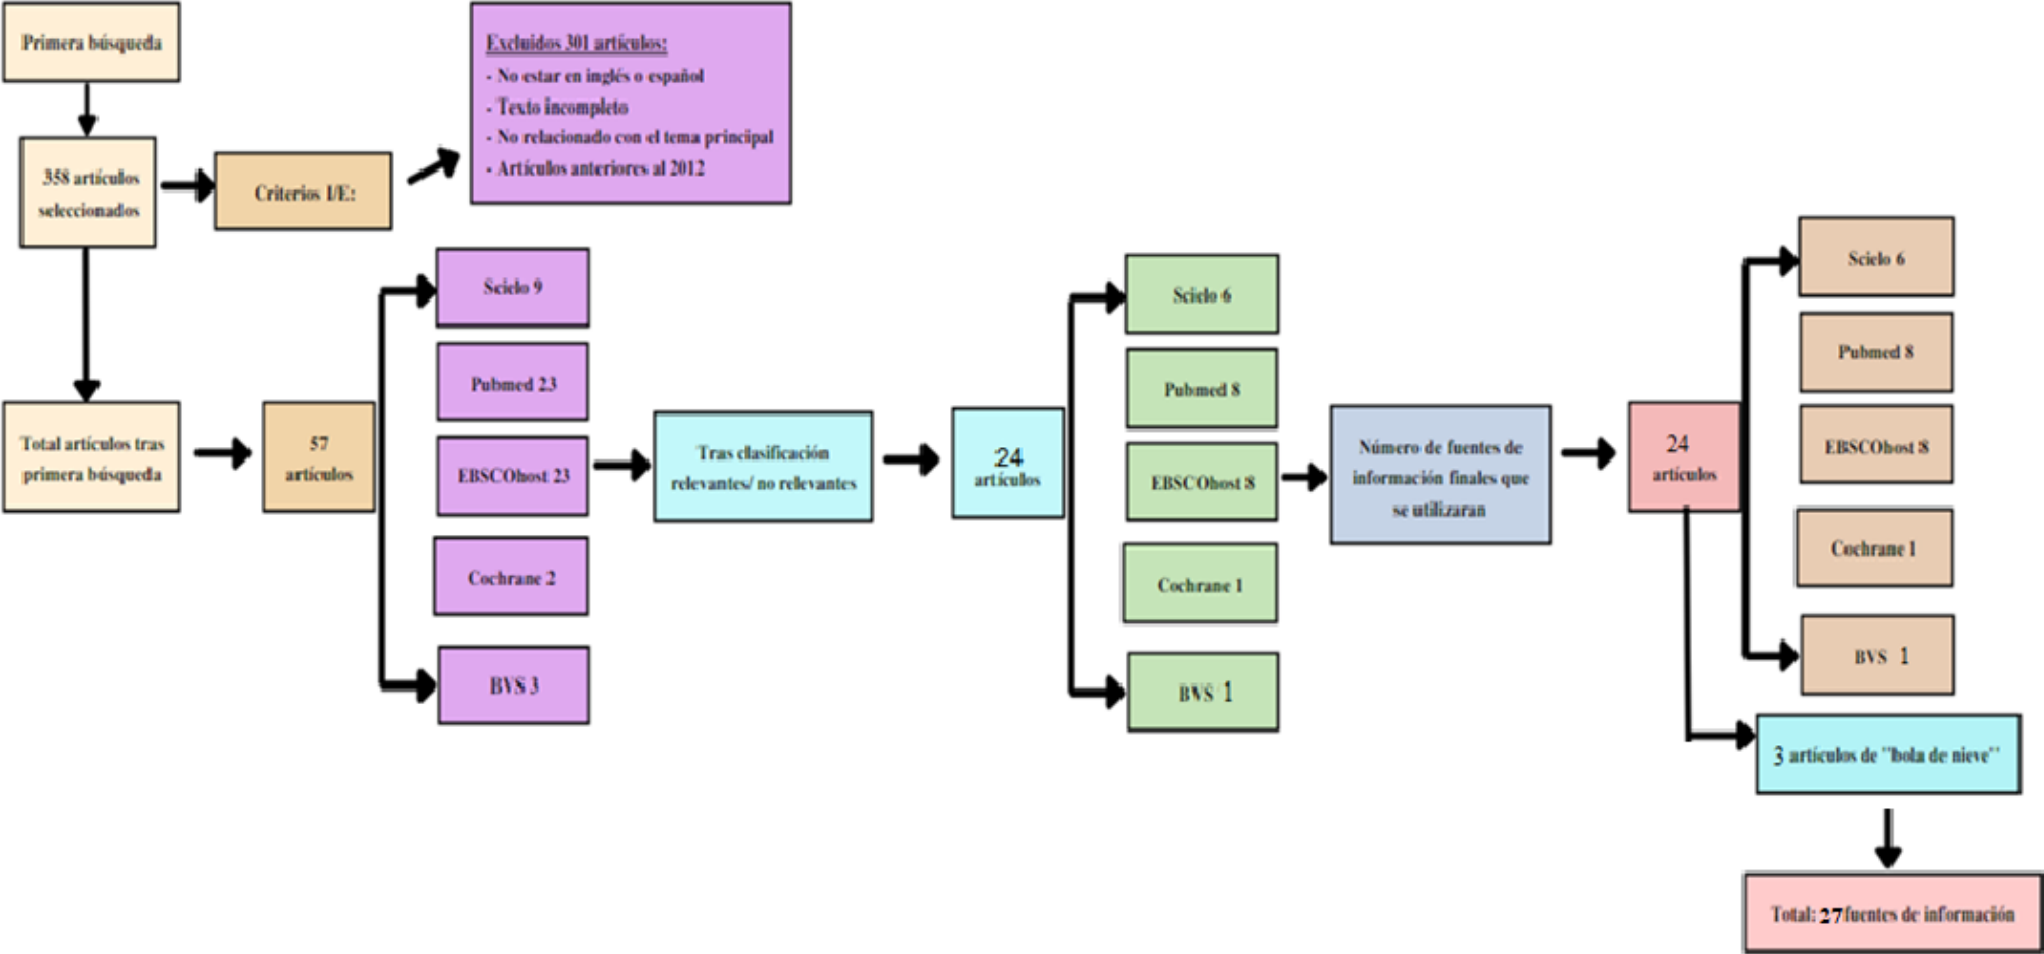 Primera búsqueda
358 artículos
seleccionados
Criterios I/E:
Excluidos 301 artículos:
- No estar en inglés o español
- Texto incompleto
- No relacionado con el tema principal
- Artículos anteriores al 2012
Total artículos tras
primera búsqueda
57
artículos
Scielo 9
Pubmed 23
EBSCOhost 23
Cochrane 2
BVS 3
Tras clasificación
relevantes/ no relevantes
24
artículos
Scielo 6
Pubmed 8
EBSCOhost 8
Cochrane 1
BVS 1
Número de fuentes de
información finales que
se utilizaran
24
artículos
Scielo 6
Pubmed 8
EBSCOhost 8
Cochrane 1
BVS 1
3 artículos de "bola de nieve"
Total: 27 fuentes de información